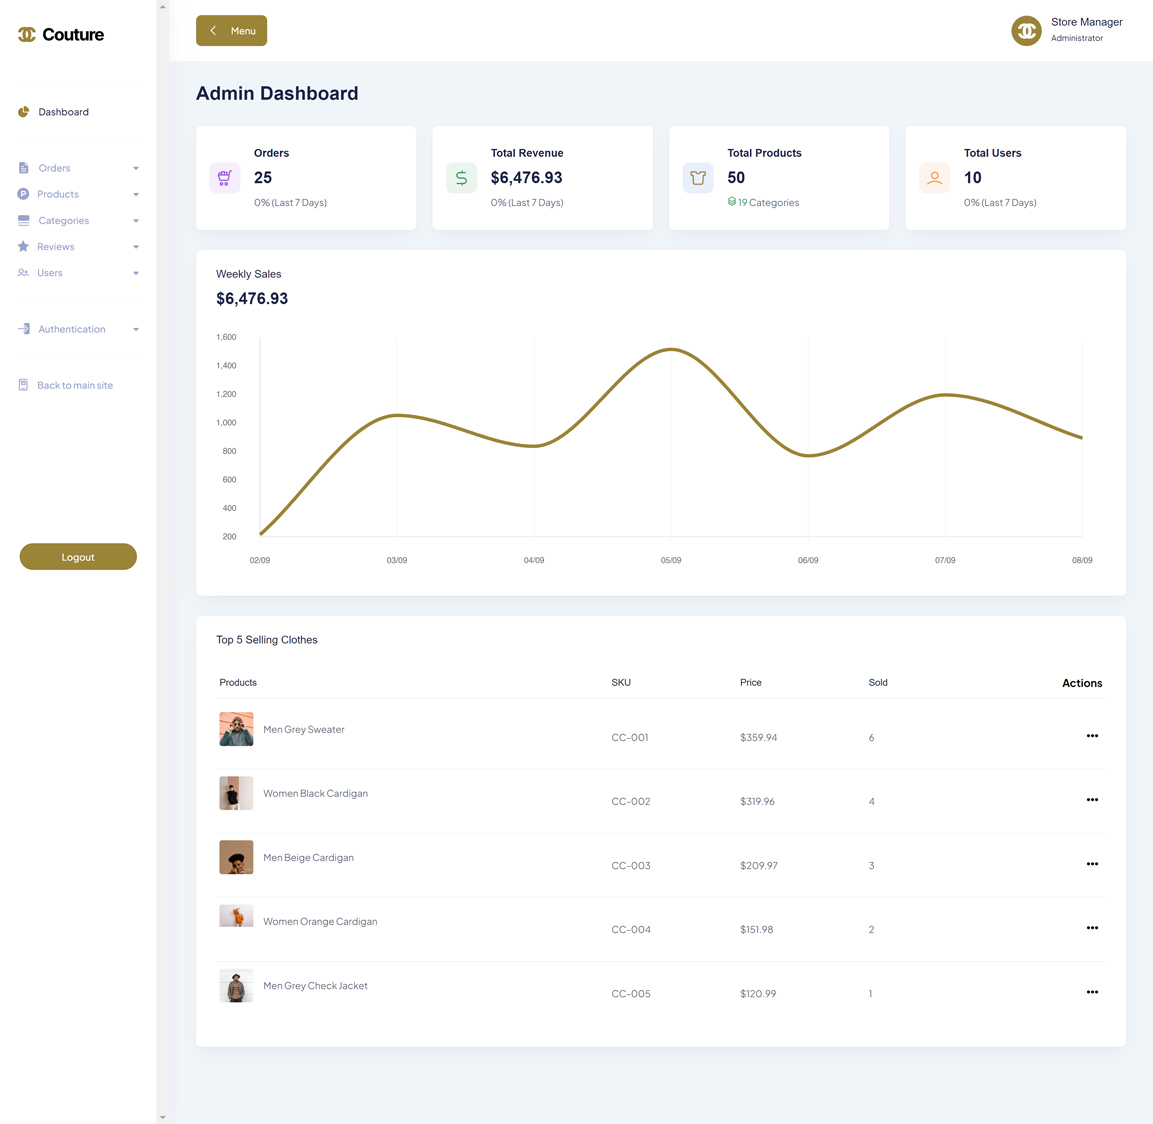 Couture
Menu
Store Manager
Administrator
Dashboard
Orders
Products
Categories
Reviews
Users
Authentication
Back to main site
Logout
Admin Dashboard
Orders
25
0% (Last 7 Days)
Total Revenue
$6,476.93
0% (Last 7 Days)
Total Products
50
19 Categories
Total Users
10
0% (Last 7 Days)
Weekly Sales
$6,476.93
1,600
1,400
1,200
1,000
800
600
400
200
02/09 03/09 04/09 05/09 06/09 07/09 08/09
Top 5 Selling Clothes
Products SKU Price Sold Actions
Men Grey Sweater CC-001 $359.94 6
Women Black Cardigan CC-002 $319.96 4
Men Beige Cardigan CC-003 $209.97 3
Women Orange Cardigan CC-004 $151.98 2
Men Grey Check Jacket CC-005 $120.99 1